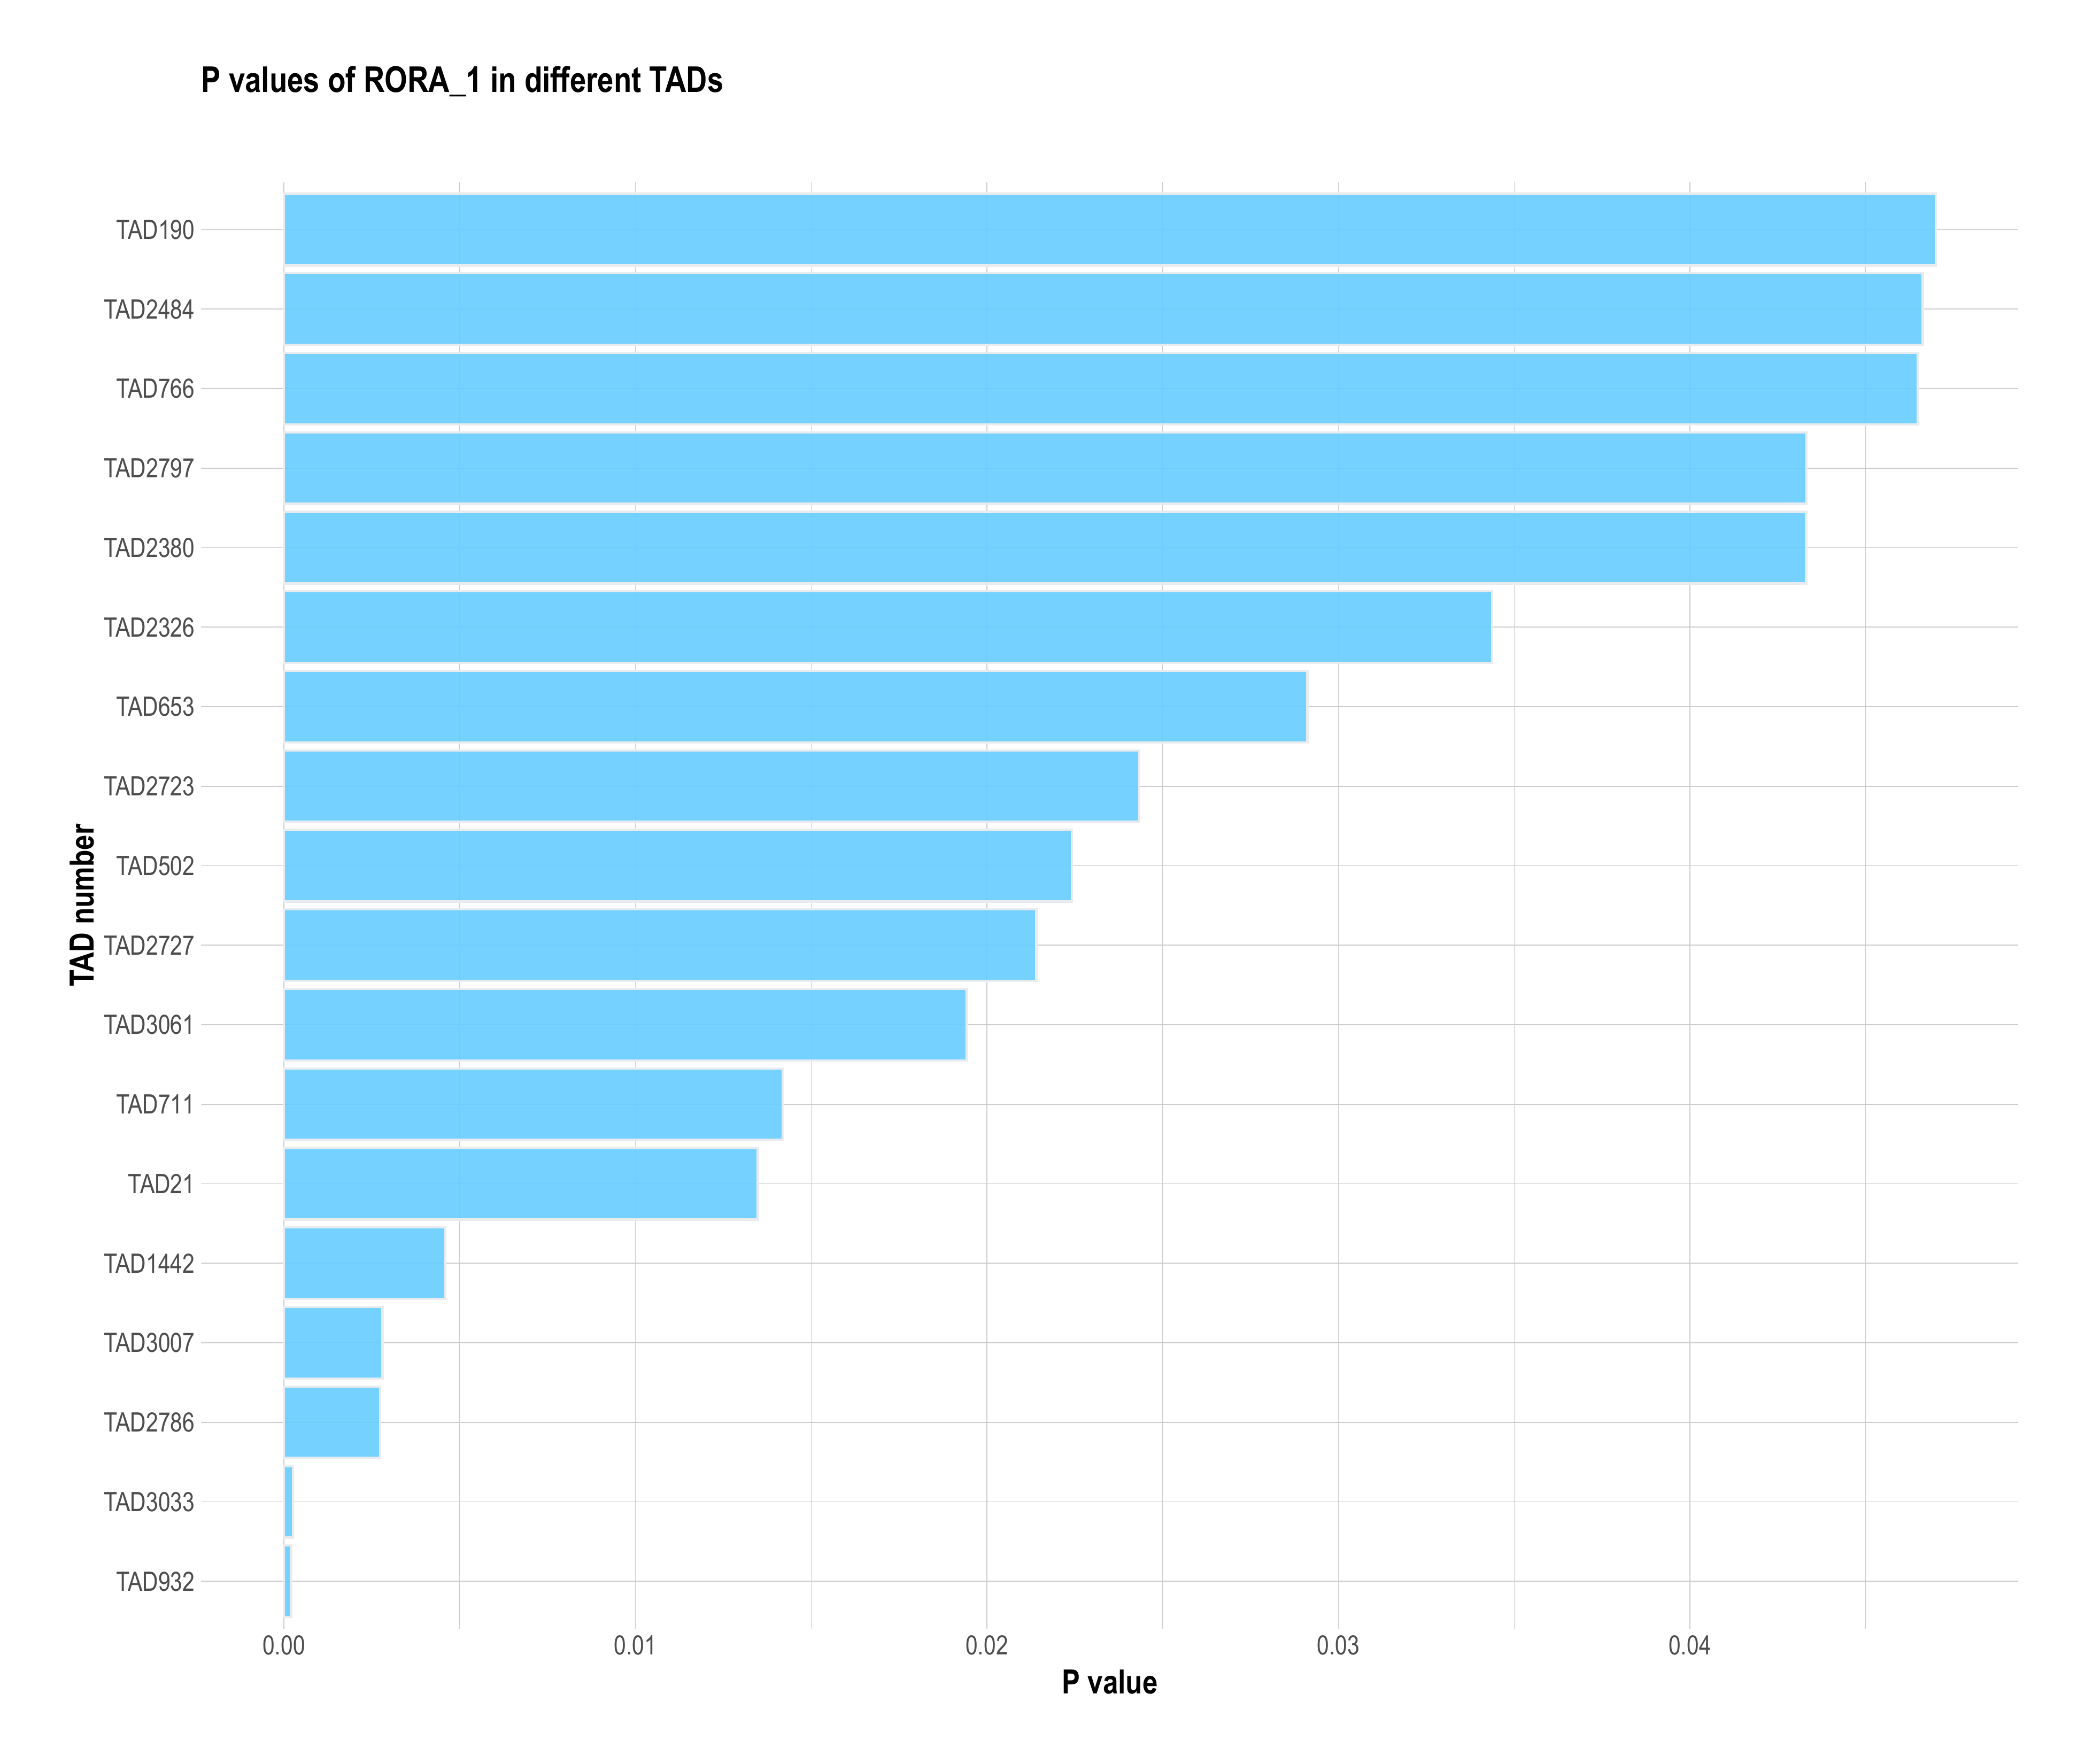 P values of RORA_1 in different TADs
TAD number
TAD190
TAD2484
TAD766
TAD2797
TAD2380
TAD2326
TAD653
TAD2723
TAD502
TAD2727
TAD3061
TAD711
TAD21
TAD1442
TAD3007
TAD2786
TAD3033
TAD932
0.00 0.01 0.02 0.03 0.04
P value